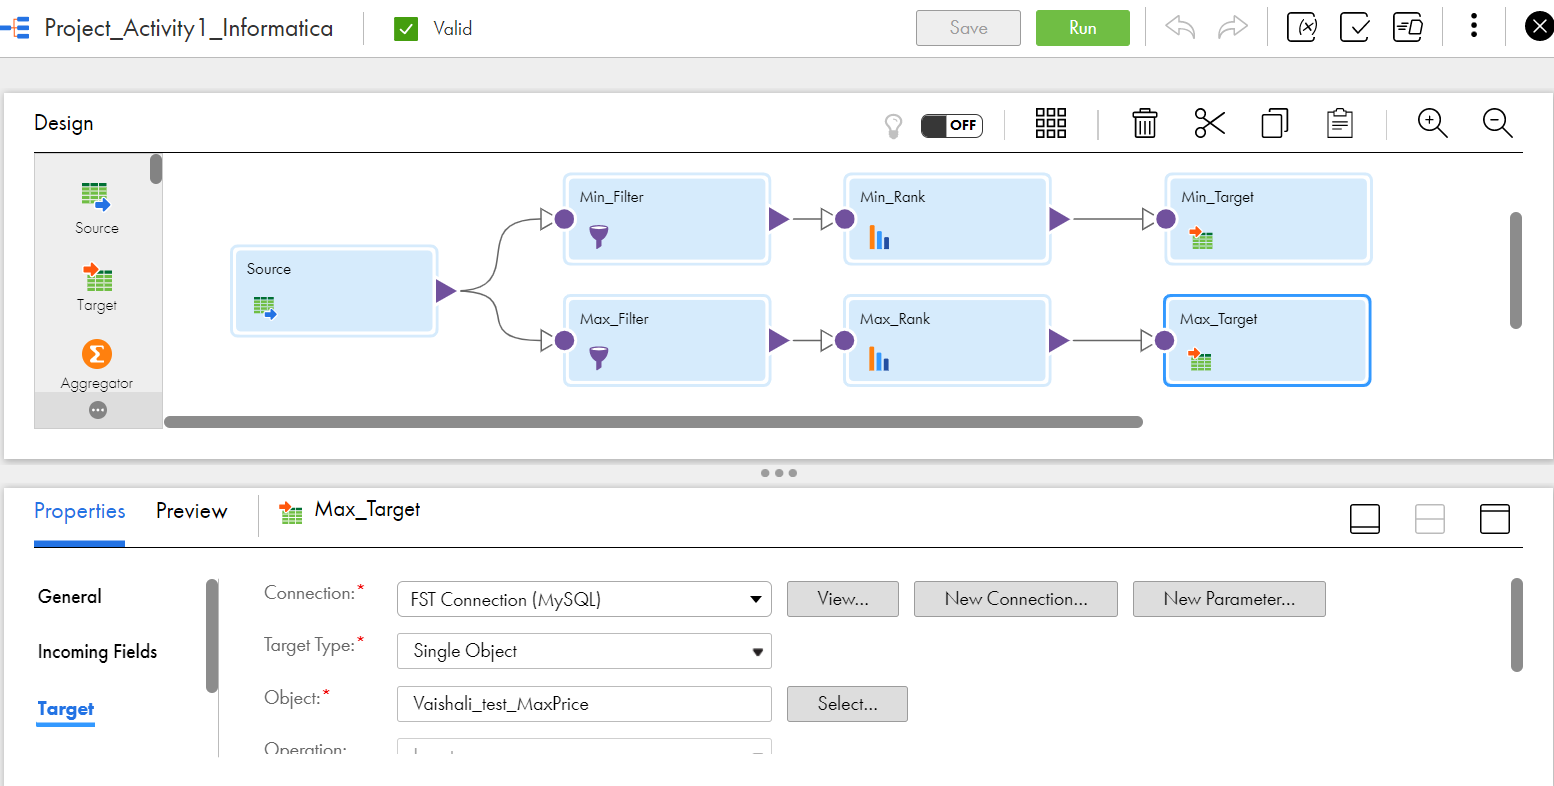 Project_Activity1_Informatica
Valid
Save
Run
(x)
Design
OFF
Source
Target
Aggregator
Source
Min_Filter
Min_Rank
Min_Target
Max_Filter
Max_Rank
Max_Target
Properties
Preview
Max_Target
General
Incoming Fields
Target
Connection:*
FST Connection (MySQL)
View...
New Connection...
New Parameter...
Target Type:*
Single Object
Object:*
Vaishali_test_MaxPrice
Select...
Operation: